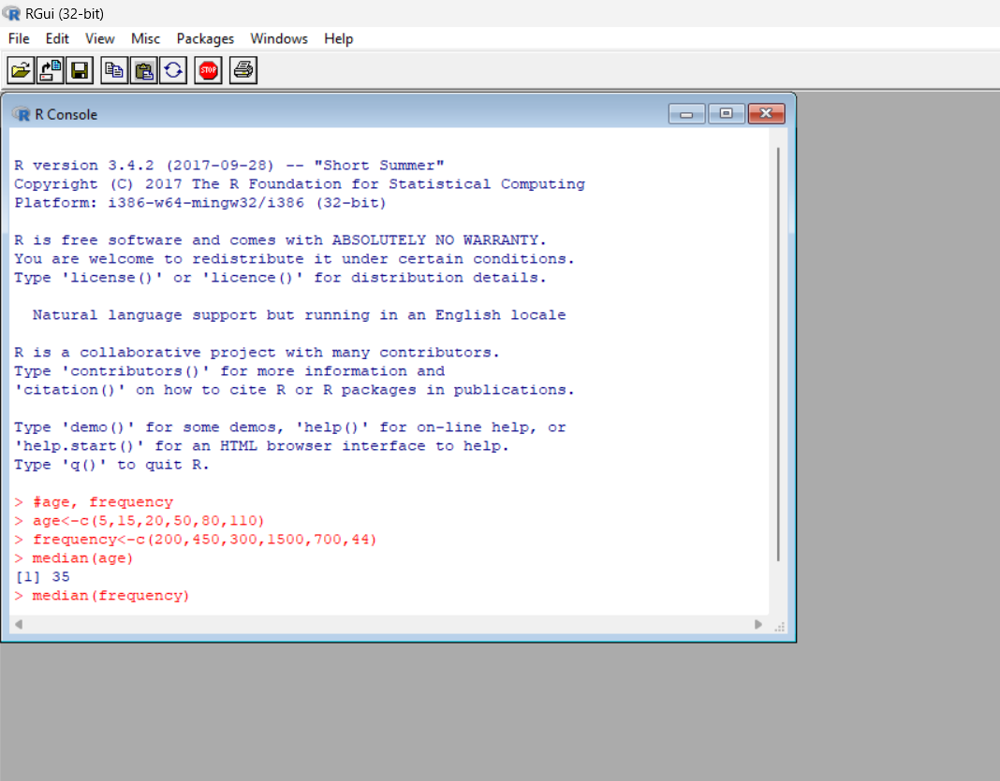 RGui (32-bit)
File Edit View Misc Packages Windows Help
STOP
R Console
R version 3.4.2 (2017-09-28) -- "Short Summer"
Copyright (C) 2017 The R Foundation for Statistical Computing
Platform: i386-w64-mingw32/i386 (32-bit)
R is free software and comes with ABSOLUTELY NO WARRANTY.
You are welcome to redistribute it under certain conditions.
Type 'license()' or 'licence()' for distribution details.
Natural language support but running in an English locale
R is a collaborative project with many contributors.
Type 'contributors()' for more information and
'citation()' on how to cite R or R packages in publications.
Type 'demo()' for some demos, 'help()' for on-line help, or
'help.start()' for an HTML browser interface to help.
Type 'q()' to quit R.
> #age, frequency
> age<-c(5,15,20,50,80,110)
> frequency<-c(200,450,300,1500,700,44)
> median(age)
[1] 35
> median(frequency)